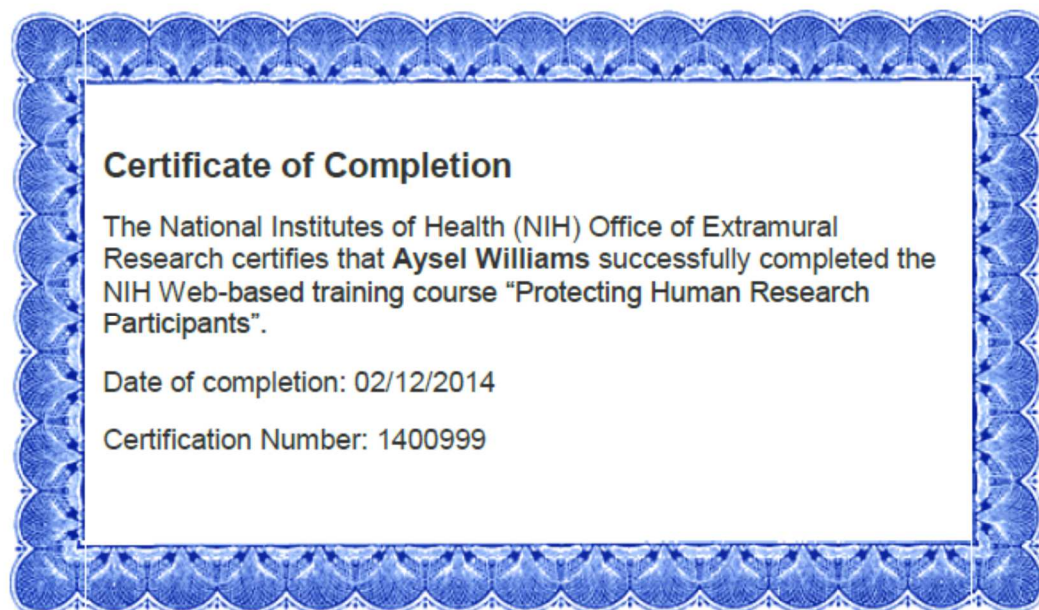 Certificate of Completion
The National Institutes of Health (NIH) Office of Extramural
Research certifies that Aysel Williams successfully completed the
NIH Web-based training course “Protecting Human Research
Participants”.
Date of completion: 02/12/2014
Certification Number: 1400999